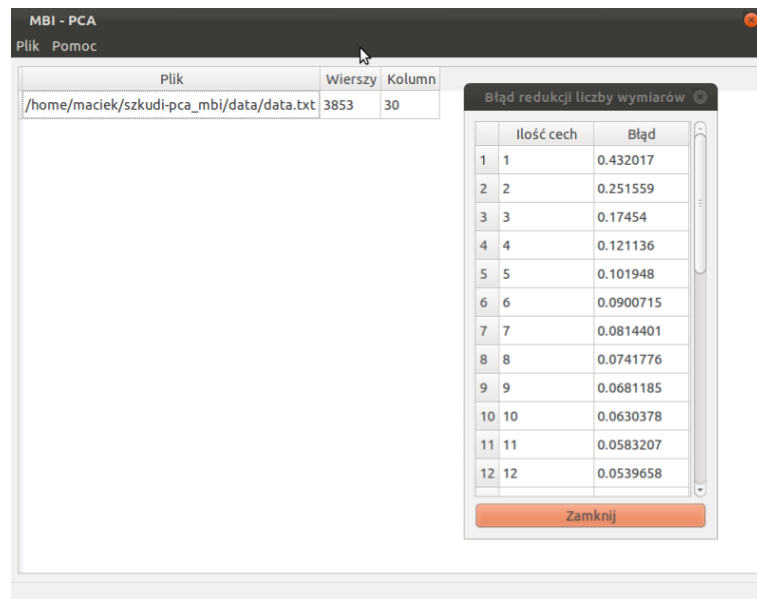 MBI - PCA
Plik Pomoc
Plik Wierszy Kolumn
/home/maciek/szkudi-pca_mbi/data/data.txt 3853 30
Błąd redukcji liczby wymiarów
Ilość cech Błąd
1 1 0.432017
2 2 0.251559
3 3 0.17454
4 4 0.121136
5 5 0.101948
6 6 0.0900715
7 7 0.0814401
8 8 0.0741776
9 9 0.0681185
10 10 0.0630378
11 11 0.0583207
12 12 0.0539658
Zamknij